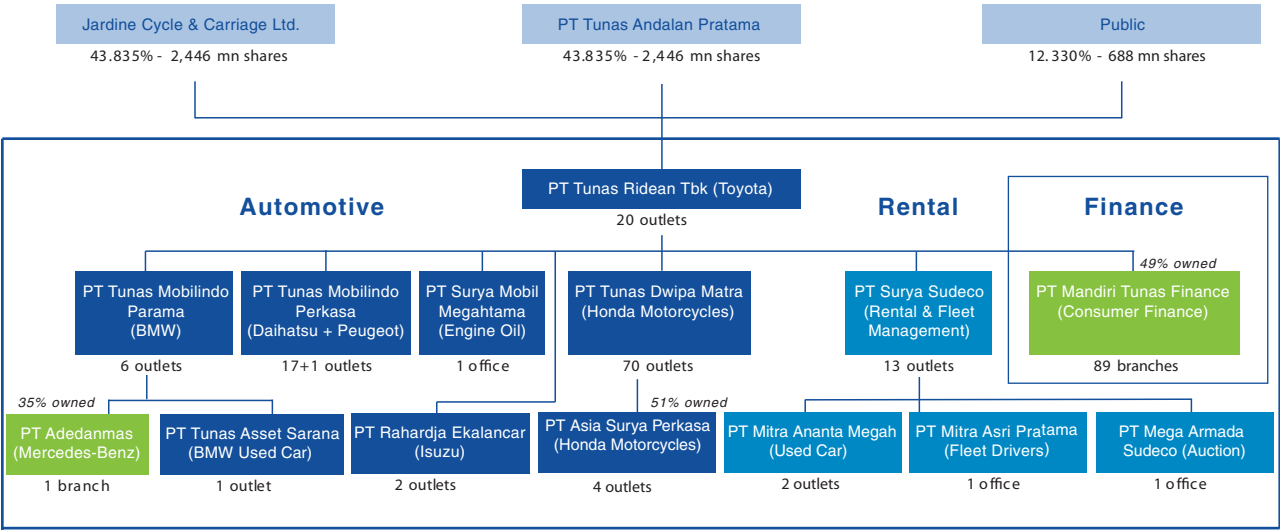 Jardine Cycle & Carriage Ltd.
43.835% - 2,446 mn shares
PT Tunas Andalan Pratama
43.835% - 2,446 mn shares
Public
12.330% - 688 mn shares
PT Tunas Ridean Tbk (Toyota)
20 outlets
Automotive
Rental
Finance
PT Tunas Mobilindo
Parama
(BMW)
6 outlets
PT Tunas Mobilindo
Perkasa
(Daihatsu + Peugeot)
17+1 outlets
PT Surya Mobil
Megahtama
(Engine Oil)
1 office
PT Tunas Dwipa Matra
(Honda Motorcycles)
70 outlets
PT Surya Sudeco
(Rental & Fleet
Management)
13 outlets
49% owned
PT Mandiri Tunas Finance
(Consumer Finance)
89 branches
35% owned
PT Adedanmas
(Mercedes-Benz)
1 branch
PT Tunas Asset Sarana
(BMW Used Car)
1 outlet
PT Rahardja Ekalancar
(Isuzu)
2 outlets
51% owned
PT Asia Surya Perkasa
(Honda Motorcycles)
4 outlets
PT Mitra Ananta Megah
(Used Car)
2 outlets
PT Mitra Asri Pratama
(Fleet Drivers)
1 office
PT Mega Armada
Sudeco (Auction)
1 office